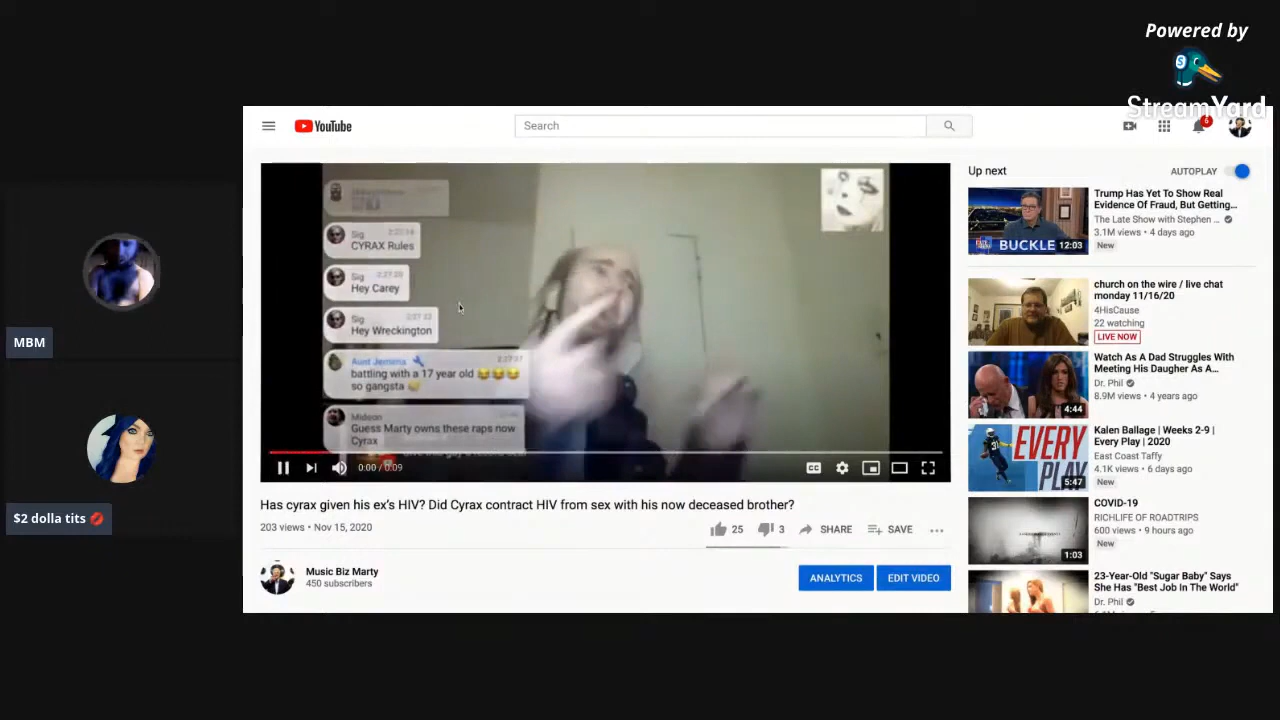 Powered by
StreamYard
YouTube
Search
6
Sig
CYRAX Rules
Sig
Hey Carey
Sig
Hey Wreckington
Aunt Jemima
battling with a 17 year old 😂😂😂
so gangsta
Mideon
Guess Marty owns these raps now
Cyrax
0:00 / 0:09
CC
Has cyrax given his ex's HIV? Did Cyrax contract HIV from sex with his now deceased brother?
203 views • Nov 15, 2020
25
3
SHARE
SAVE
Music Biz Marty
450 subscribers
ANALYTICS
EDIT VIDEO
Up next
AUTOPLAY
BUCKLE
12:03
Trump Has Yet To Show Real
Evidence Of Fraud, But Getting...
The Late Show with Stephen ...
3.1M views • 4 days ago
New
church on the wire / live chat
monday 11/16/20
4HisCause
22 watching
LIVE NOW
4:44
Watch As A Dad Struggles With
Meeting His Daugher As A...
Dr. Phil
8.9M views • 4 years ago
EVERY
PLAY
5:47
Kalen Ballage | Weeks 2-9 |
Every Play | 2020
East Coast Taffy
4.1K views • 6 days ago
New
1:03
COVID-19
RICHLIFE OF ROADTRIPS
600 views • 9 hours ago
New
23-Year-Old "Sugar Baby" Says
She Has "Best Job In The World"
Dr. Phil
MBM
$2 dolla tits 💋